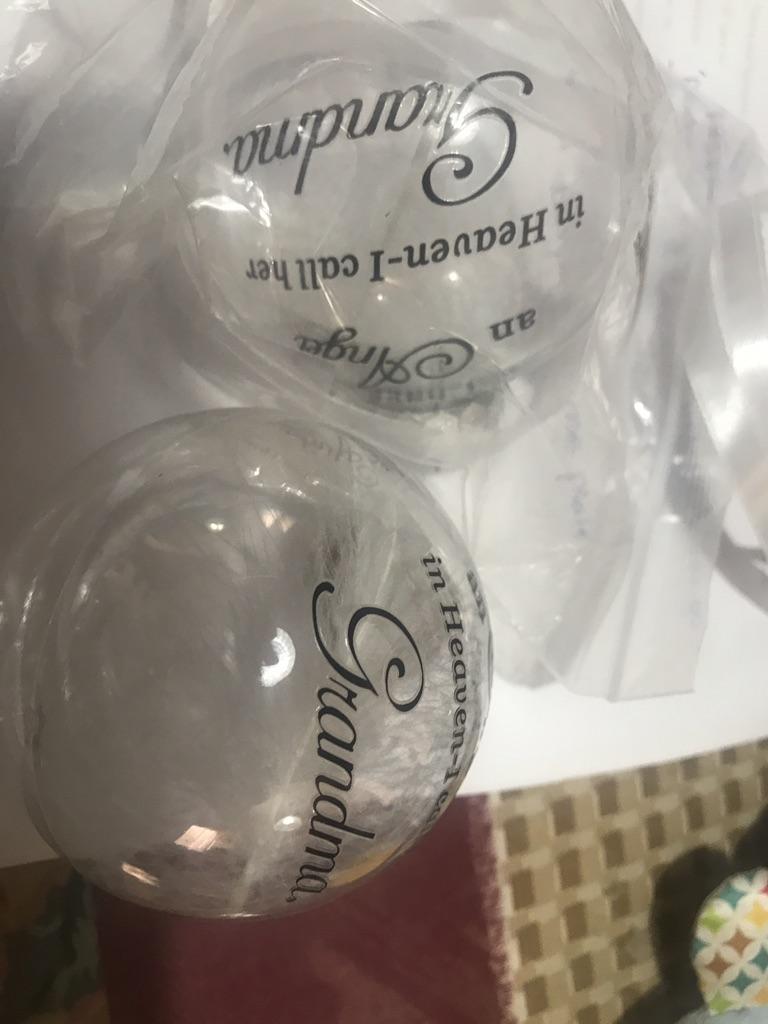 an Angel
in Heaven-I call her
Grandma.
in Heaven-I
Grandma.